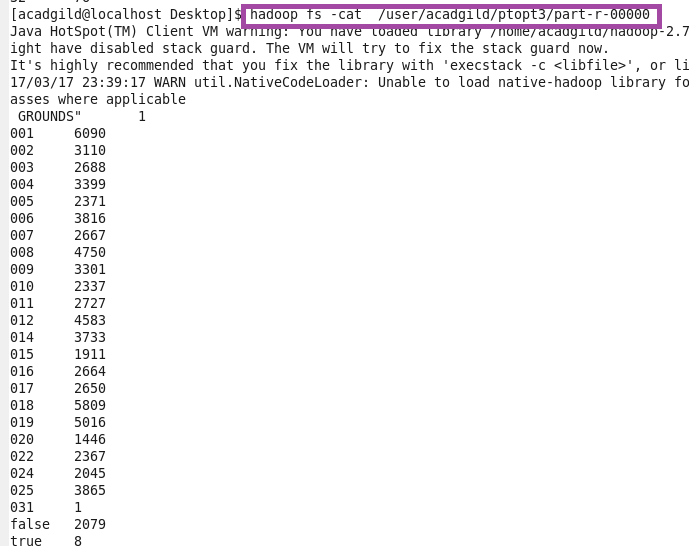 [acadgild@localhost Desktop]$ hadoop fs -cat  /user/acadgild/ptopt3/part-r-00000
Java HotSpot(TM) Client VM warning: You have loaded library /home/acadgild/hadoop-2.7
ight have disabled stack guard. The VM will try to fix the stack guard now.
It's highly recommended that you fix the library with 'execstack -c <libfile>', or li
17/03/17 23:39:17 WARN util.NativeCodeLoader: Unable to load native-hadoop library fo
asses where applicable
 GROUNDS"       1
001     6090
002     3110
003     2688
004     3399
005     2371
006     3816
007     2667
008     4750
009     3301
010     2337
011     2727
012     4583
014     3733
015     1911
016     2664
017     2650
018     5809
019     5016
020     1446
022     2367
024     2045
025     3865
031     1
false   2079
true    8